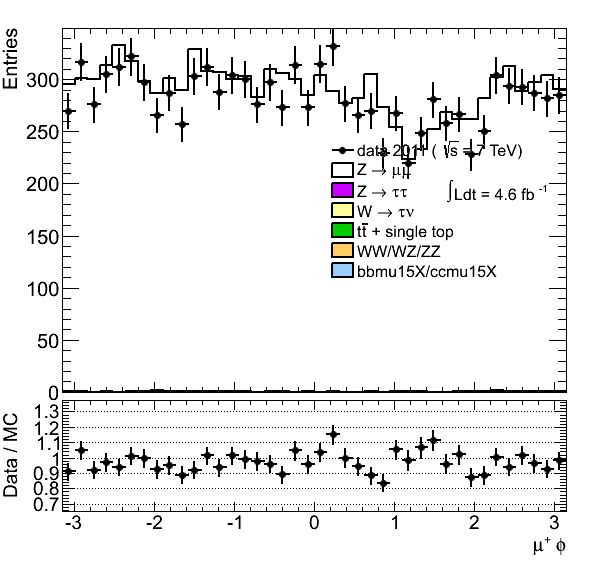 Entries
300
250
200
150
100
50
0
data 2011 ( √s = 7 TeV)
Z → μμ
Z → ττ
W → τν
tt̄ + single top
WW/WZ/ZZ
bbmu15X/ccmu15X
∫Ldt = 4.6 fb⁻¹
Data / MC
1.3
1.2
1.1
1
0.9
0.8
0.7
-3 -2 -1 0 1 2 3
μ⁺ ϕ